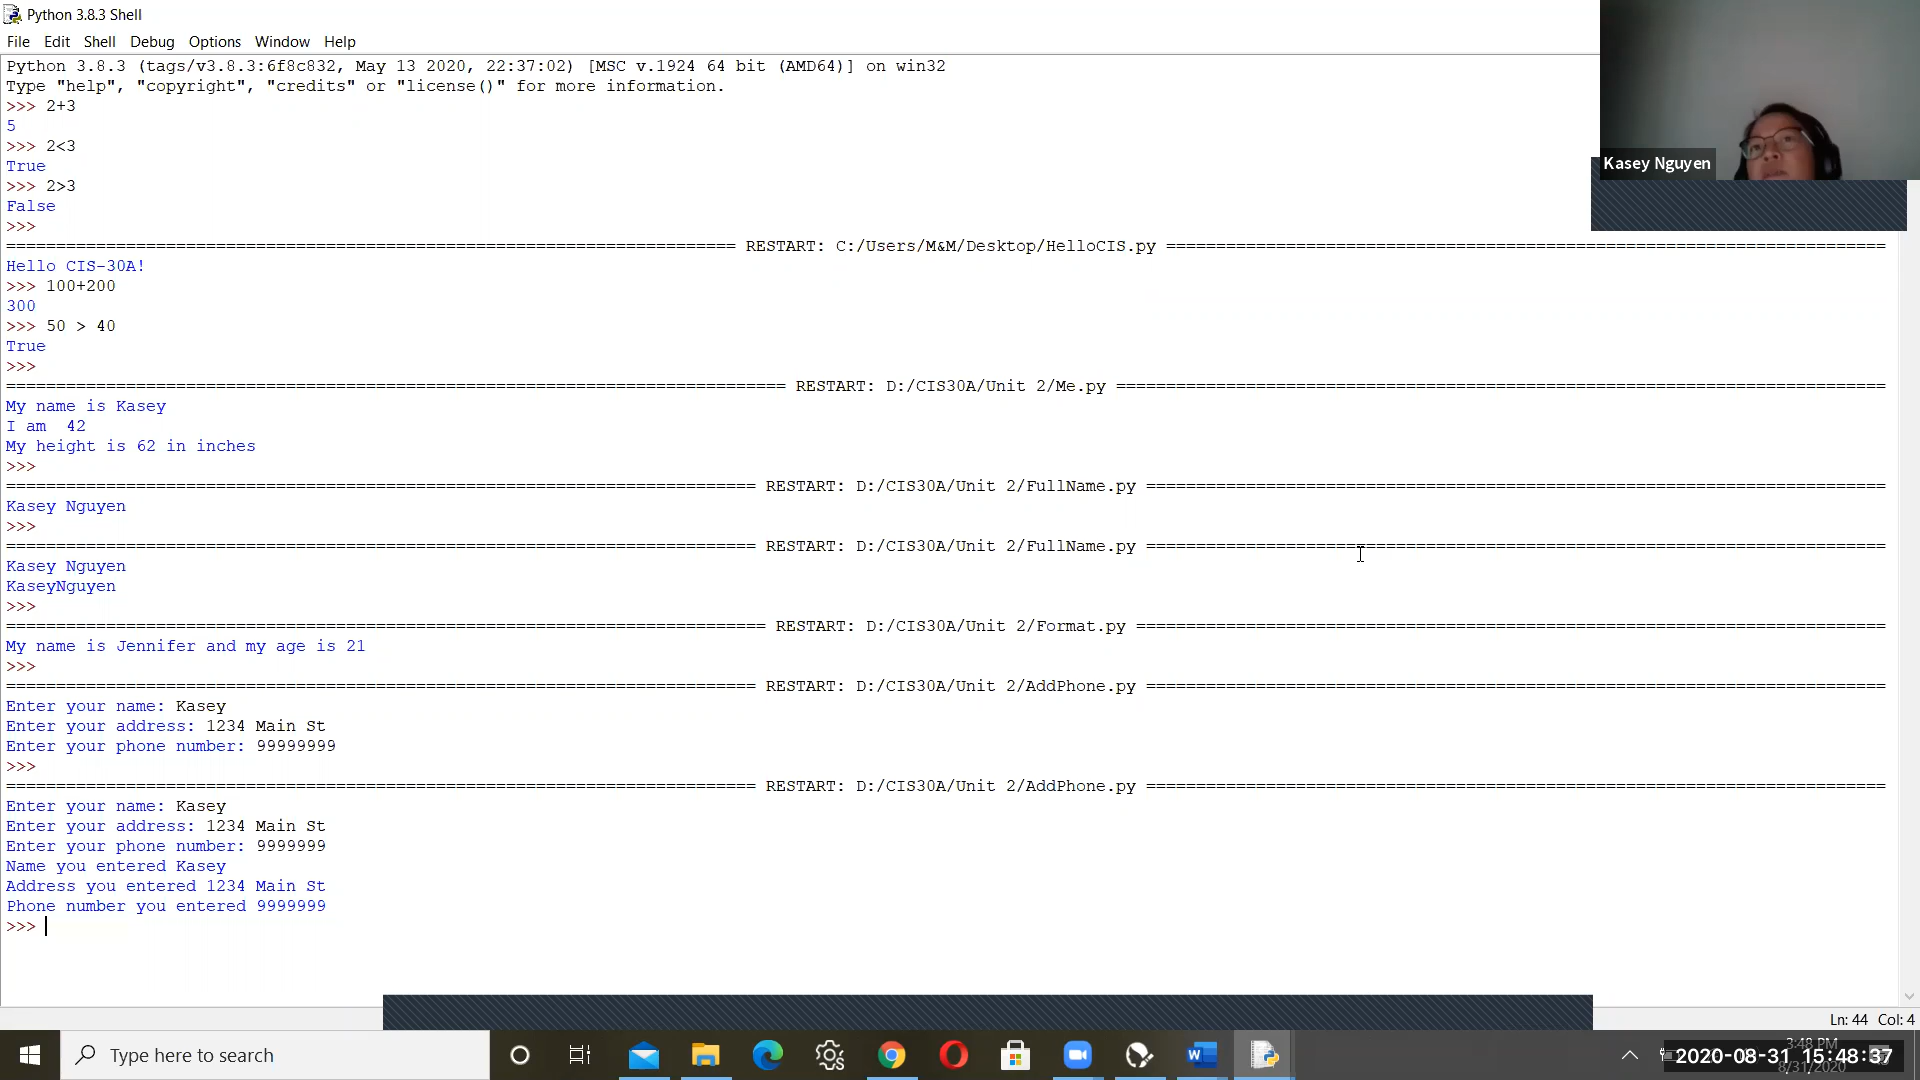 Python 3.8.3 Shell
File Edit Shell Debug Options Window Help
Python 3.8.3 (tags/v3.8.3:6f8c832, May 13 2020, 22:37:02) [MSC v.1924 64 bit (AMD64)] on win32
Type "help", "copyright", "credits" or "license()" for more information.
>>> 2+3
5
>>> 2<3
True
>>> 2>3
False
>>>
Kasey Nguyen
========================================================================= RESTART: C:/Users/M&M/Desktop/HelloCIS.py ========================================================================
Hello CIS-30A!
>>> 100+200
300
>>> 50 > 40
True
>>>
============================================================================== RESTART: D:/CIS30A/Unit 2/Me.py =============================================================================
My name is Kasey
I am  42
My height is 62 in inches
>>>
=========================================================================== RESTART: D:/CIS30A/Unit 2/FullName.py ==========================================================================
Kasey Nguyen
>>>
=========================================================================== RESTART: D:/CIS30A/Unit 2/FullName.py ==========================================================================
Kasey Nguyen
KaseyNguyen
>>>
============================================================================ RESTART: D:/CIS30A/Unit 2/Format.py ===========================================================================
My name is Jennifer and my age is 21
>>>
=========================================================================== RESTART: D:/CIS30A/Unit 2/AddPhone.py ==========================================================================
Enter your name: Kasey
Enter your address: 1234 Main St
Enter your phone number: 99999999
>>>
=========================================================================== RESTART: D:/CIS30A/Unit 2/AddPhone.py ==========================================================================
Enter your name: Kasey
Enter your address: 1234 Main St
Enter your phone number: 9999999
Name you entered Kasey
Address you entered 1234 Main St
Phone number you entered 9999999
>>>
Ln: 44 Col: 4
Type here to search
3:48 PM
2020-08-31 15:48:37
8/31/2020